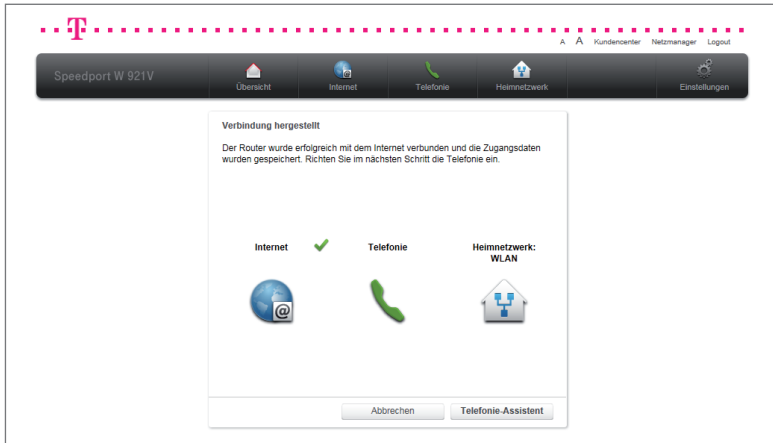 T
A A Kundencenter Netzmanager Logout
Speedport W 921V
Übersicht Internet Telefonie Heimnetzwerk Einstellungen
Verbindung hergestellt
Der Router wurde erfolgreich mit dem Internet verbunden und die Zugangsdaten
wurden gespeichert. Richten Sie im nächsten Schritt die Telefonie ein.
Internet Telefonie Heimnetzwerk:
WLAN
@
Abbrechen Telefonie-Assistent